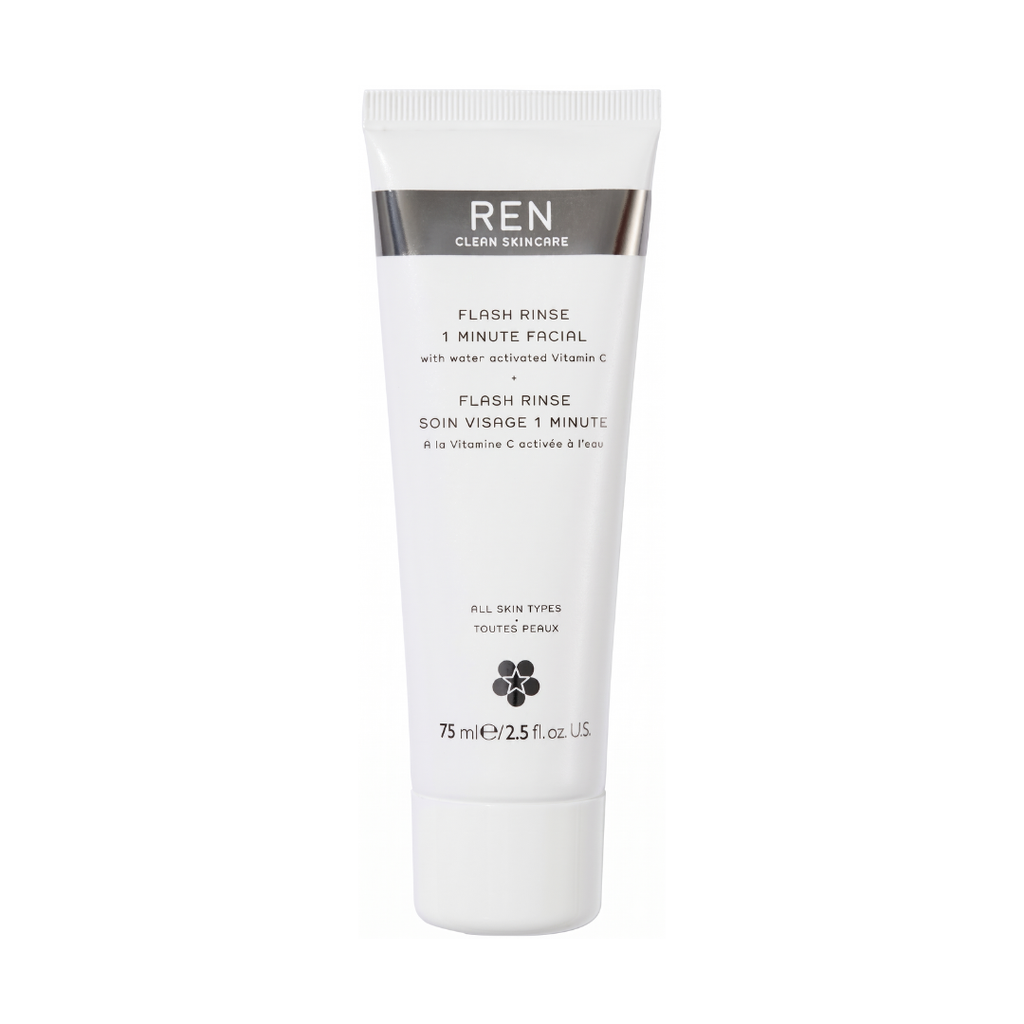 REN
CLEAN SKINCARE
FLASH RINSE
1 MINUTE FACIAL
with water activated Vitamin C
+
FLASH RINSE
SOIN VISAGE 1 MINUTE
A la Vitamine C activée à l'eau
ALL SKIN TYPES
·
TOUTES PEAUX
75 ml℮/2.5 fl. oz. U.S.